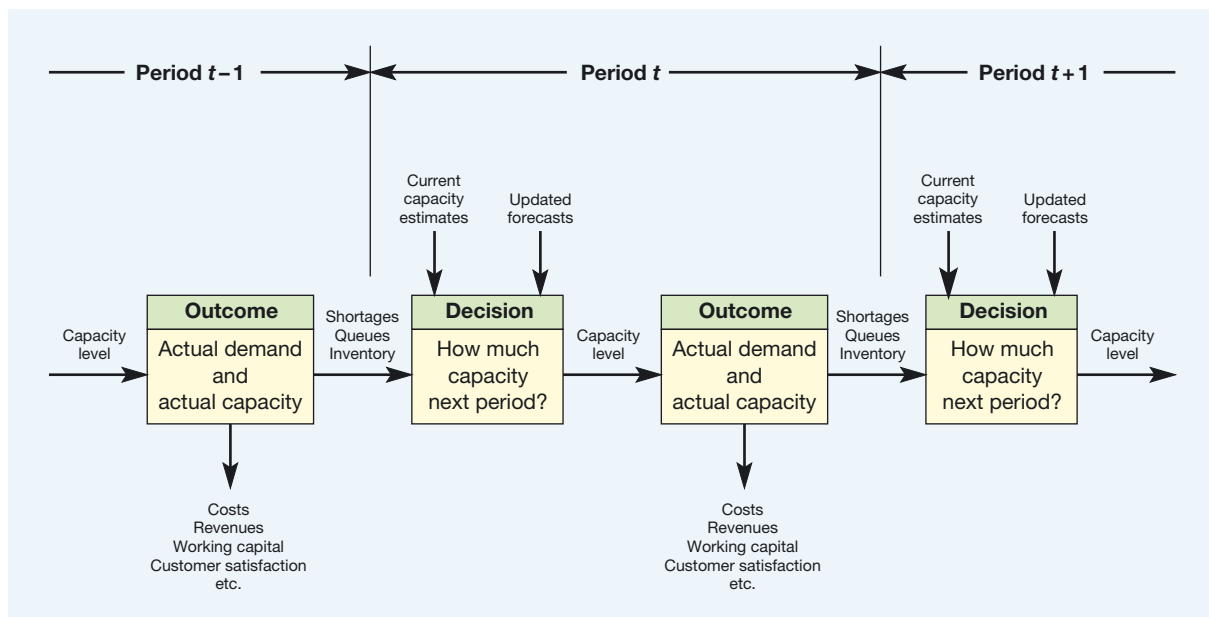 Period t – 1
Period t
Period t + 1
Current
capacity
estimates
Updated
forecasts
Current
capacity
estimates
Updated
forecasts
Capacity
level
Outcome
Actual demand
and
actual capacity
Shortages
Queues
Inventory
Decision
How much
capacity
next period?
Capacity
level
Outcome
Actual demand
and
actual capacity
Shortages
Queues
Inventory
Decision
How much
capacity
next period?
Capacity
level
Costs
Revenues
Working capital
Customer satisfaction
etc.
Costs
Revenues
Working capital
Customer satisfaction
etc.